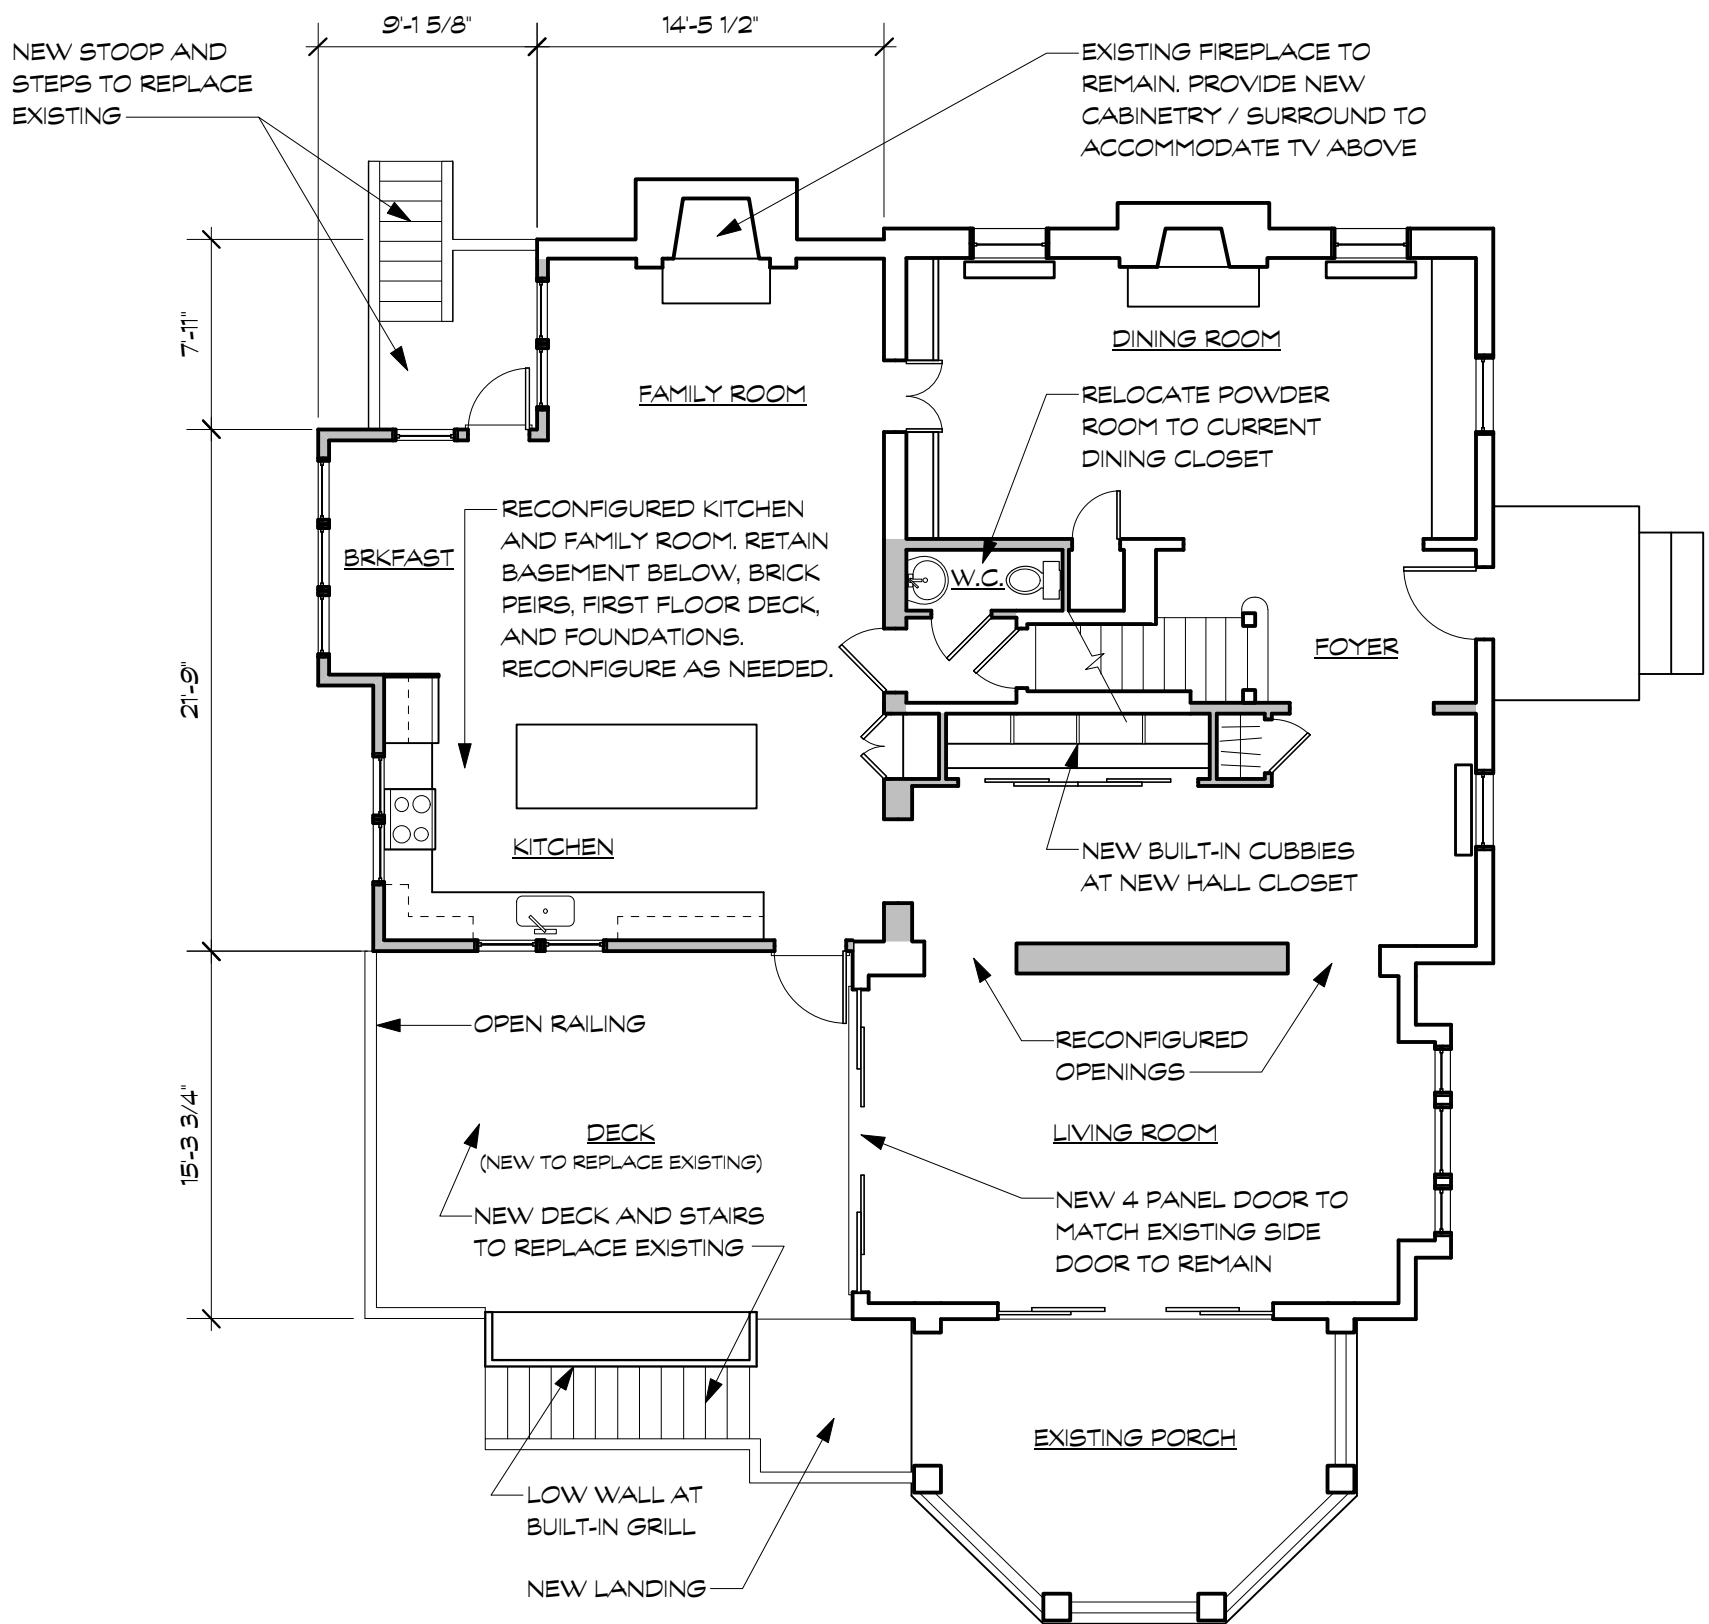 9'-1 5/8"
14'-5 1/2"
NEW STOOP AND
STEPS TO REPLACE
EXISTING
EXISTING FIREPLACE TO
REMAIN. PROVIDE NEW
CABINETRY / SURROUND TO
ACCOMMODATE TV ABOVE
7'-11"
DINING ROOM
FAMILY ROOM
RELOCATE POWDER
ROOM TO CURRENT
DINING CLOSET
RECONFIGURED KITCHEN
AND FAMILY ROOM. RETAIN
BASEMENT BELOW, BRICK
PEIRS, FIRST FLOOR DECK,
AND FOUNDATIONS.
RECONFIGURE AS NEEDED.
BRKFAST
W.C.
FOYER
21'-9"
KITCHEN
NEW BUILT-IN CUBBIES
AT NEW HALL CLOSET
OPEN RAILING
RECONFIGURED
OPENINGS
15'-3 3/4"
DECK
(NEW TO REPLACE EXISTING)
LIVING ROOM
NEW DECK AND STAIRS
TO REPLACE EXISTING
NEW 4 PANEL DOOR TO
MATCH EXISTING SIDE
DOOR TO REMAIN
EXISTING PORCH
LOW WALL AT
BUILT-IN GRILL
NEW LANDING